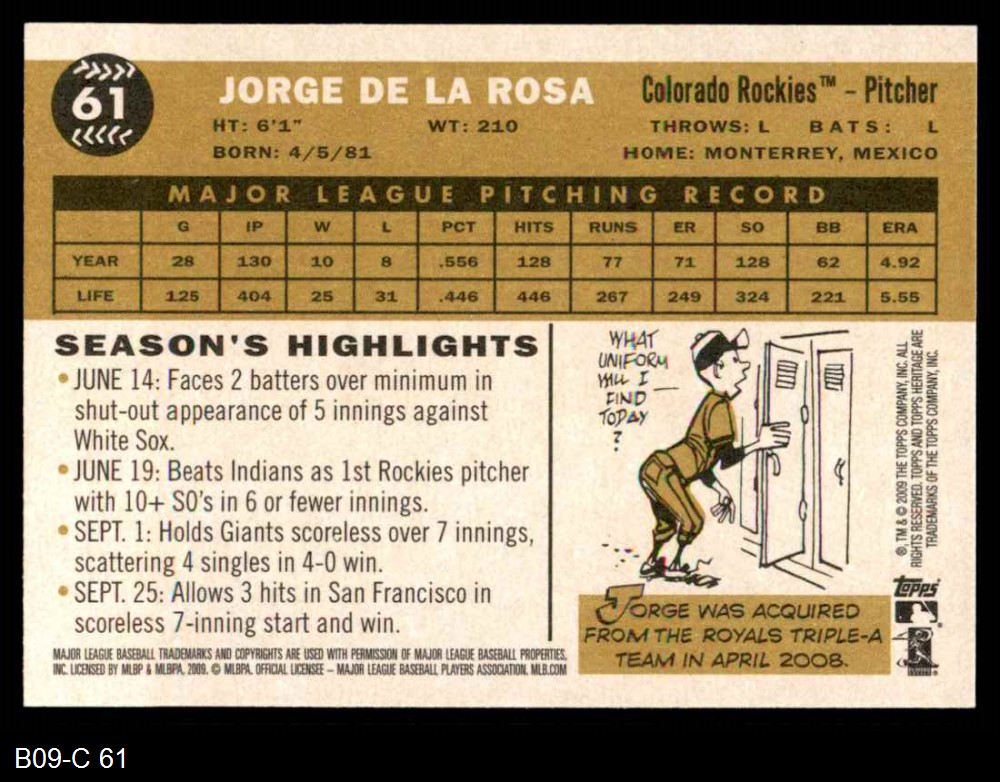 61
JORGE DE LA ROSA
Colorado Rockies™ – Pitcher
HT: 6'1" WT: 210 THROWS: L BATS: L
BORN: 4/5/81 HOME: MONTERREY, MEXICO
MAJOR LEAGUE PITCHING RECORD
G IP W L PCT HITS RUNS ER SO BB ERA
YEAR 28 130 10 8 .556 128 77 71 128 62 4.92
LIFE 125 404 25 31 .446 446 267 249 324 221 5.55
SEASON'S HIGHLIGHTS
• JUNE 14: Faces 2 batters over minimum in
shut-out appearance of 5 innings against
White Sox.
• JUNE 19: Beats Indians as 1st Rockies pitcher
with 10+ SO's in 6 or fewer innings.
• SEPT. 1: Holds Giants scoreless over 7 innings,
scattering 4 singles in 4-0 win.
• SEPT. 25: Allows 3 hits in San Francisco in
scoreless 7-inning start and win.
MAJOR LEAGUE BASEBALL TRADEMARKS AND COPYRIGHTS ARE USED WITH PERMISSION OF MAJOR LEAGUE BASEBALL PROPERTIES,
INC. LICENSED BY MLBP & MLBPA, 2009. © MLBPA. OFFICIAL LICENSEE – MAJOR LEAGUE BASEBALL PLAYERS ASSOCIATION. MLB.COM
WHAT
UNIFORM
WILL I
FIND
TODAY
?
JORGE WAS ACQUIRED
FROM THE ROYALS TRIPLE-A
TEAM IN APRIL 2008.
®, TM & © 2009 THE TOPPS COMPANY, INC. ALL
RIGHTS RESERVED. TOPPS AND TOPPS HERITAGE ARE
TRADEMARKS OF THE TOPPS COMPANY, INC.
topps
B09-C 61